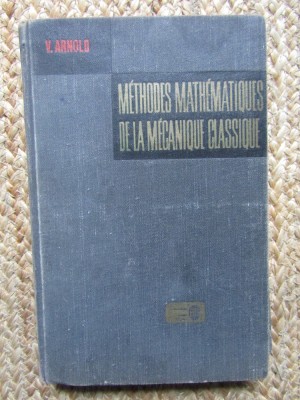 V. ARNOLD
MÉTHODES MATHÉMATIQUES
DE LA MÉCANIQUE CLASSIQUE